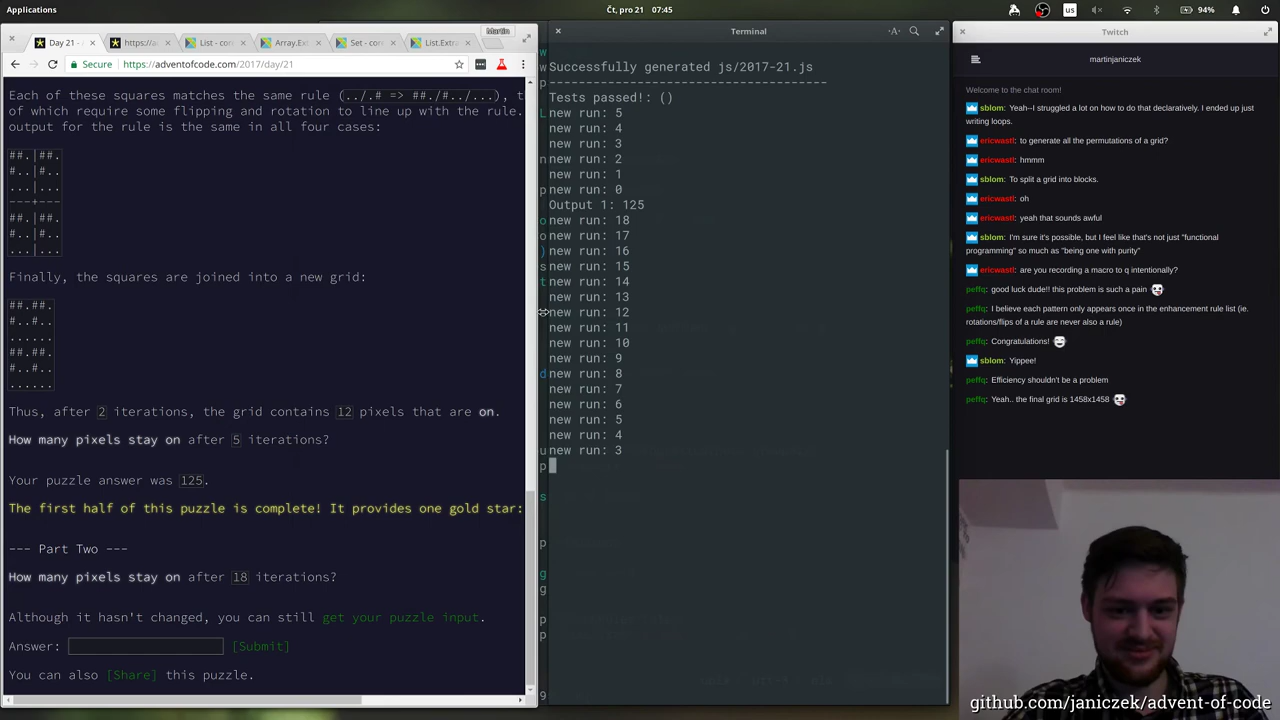 Applications
Čt, pro 21 07:45
us
94%
Martin
Day 21 -
https://ac
List - core
Array.Ext
Set - core
List.Extra
Secure https://adventofcode.com/2017/day/21
Each of these squares matches the same rule (../.# => ##./#../...), t
of which require some flipping and rotation to line up with the rule.
output for the rule is the same in all four cases:
##.|##.
#..|#..
...|...
---+---
##.|##.
#..|#..
...|...
Finally, the squares are joined into a new grid:
##.##.
#..#..
......
##.##.
#..#..
......
Thus, after 2 iterations, the grid contains 12 pixels that are on.
How many pixels stay on after 5 iterations?
Your puzzle answer was 125.
The first half of this puzzle is complete! It provides one gold star:
--- Part Two ---
How many pixels stay on after 18 iterations?
Although it hasn't changed, you can still get your puzzle input.
Answer: [Submit]
You can also [Share] this puzzle.
Terminal
Successfully generated js/2017-21.js
--------------------------------------
Tests passed!: ()
new run: 5
new run: 4
new run: 3
new run: 2
new run: 1
new run: 0
Output 1: 125
new run: 18
new run: 17
new run: 16
new run: 15
new run: 14
new run: 13
new run: 12
new run: 11
new run: 10
new run: 9
new run: 8
new run: 7
new run: 6
new run: 5
new run: 4
new run: 3
Twitch
martinjaniczek
Welcome to the chat room!
sblom: Yeah--I struggled a lot on how to do that declaratively. I ended up just
writing loops.
ericwastl: to generate all the permutations of a grid?
ericwastl: hmmm
sblom: To split a grid into blocks.
ericwastl: oh
ericwastl: yeah that sounds awful
sblom: I'm sure it's possible, but I feel like that's not just "functional
programming" so much as "being one with purity"
ericwastl: are you recording a macro to q intentionally?
peffq: good luck dude!! this problem is such a pain
peffq: I believe each pattern only appears once in the enhancement rule list (ie.
rotations/flips of a rule are never also a rule)
peffq: Congratulations!
sblom: Yippee!
peffq: Efficiency shouldn't be a problem
peffq: Yeah.. the final grid is 1458x1458
github.com/janiczek/advent-of-code